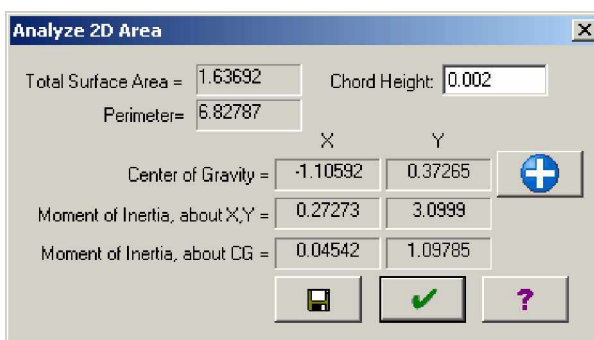 Analyze 2D Area
Total Surface Area = 1.63692 Chord Height: 0.002
Perimeter= 6.82787
X Y
Center of Gravity = -1.10592 0.37265
Moment of Inertia, about X,Y = 0.27273 3.0999
Moment of Inertia, about CG = 0.04542 1.09785
?